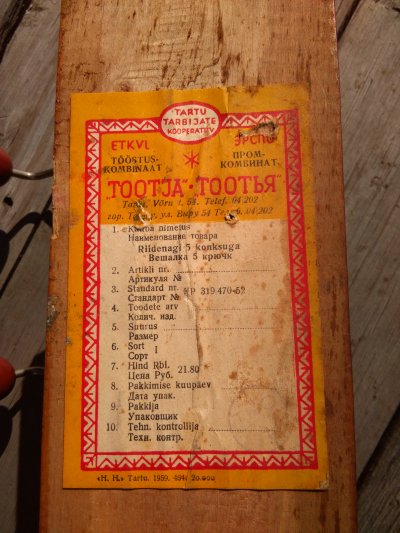 TARTU
TARBIJATE
KOOPERATIIV
ETKVL ЭРСПО
TÖÖSTUS- ПРОМ-
KOMBINAAT КОМБИНАТ
„TOOTJA“ • „ТООТЬЯ“
Tartu, Võru t. 54. Telef. 04 202
гор. Тарту, ул. Выру 54 Телеф. 04 202
1. Kauba nimetus
Наименование товара
Riidenagi 5 konksuga
Вешалка 5 крючк
2. Artikli nr.
Артикул №
3. Standard nr. 319 470-52
Стандарт №
4. Toodete arv
Колич. изд.
5. Suurus
Размер
6. Sort I
Сорт
7. Hind Rbl. 21.80
Цена Руб.
8. Pakkimise kuupäev
Дата упак.
9. Pakkija
Упаковщик
10. Tehn. kontrollija
Техн. контр.
«H. H.» Tartu. 1959.